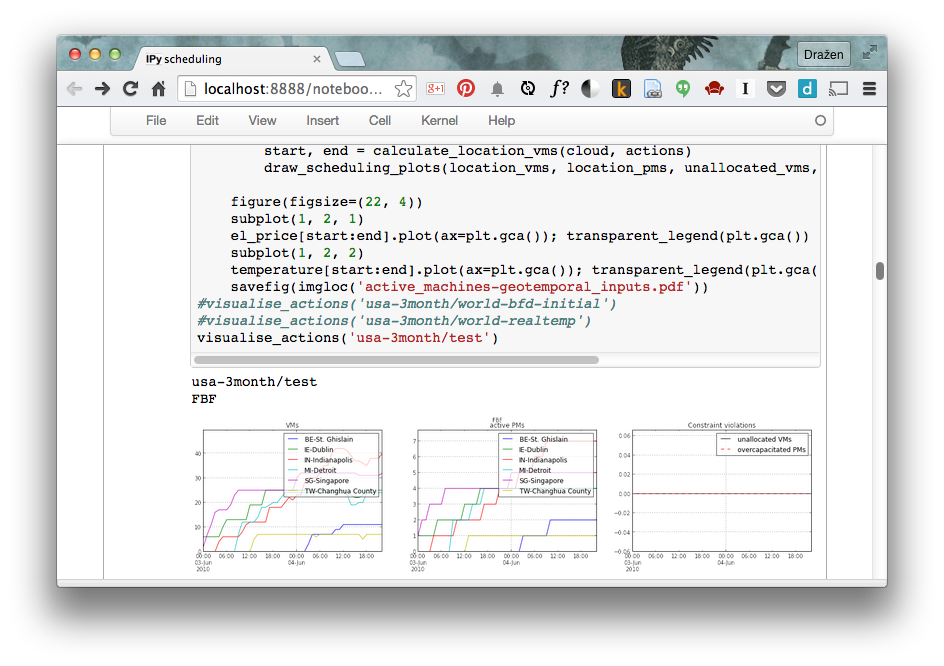 IPy scheduling
Dražen
localhost:8888/noteboo...
g+1
f?
k
I
d
File Edit View Insert Cell Kernel Help
start, end = calculate_location_vms(cloud, actions)
draw_scheduling_plots(location_vms, location_pms, unallocated_vms,
figure(figsize=(22, 4))
subplot(1, 2, 1)
el_price[start:end].plot(ax=plt.gca()); transparent_legend(plt.gca())
subplot(1, 2, 2)
temperature[start:end].plot(ax=plt.gca()); transparent_legend(plt.gca(
savefig(imgloc('active_machines-geotemporal_inputs.pdf'))
#visualise_actions('usa-3month/world-bfd-initial')
#visualise_actions('usa-3month/world-realtemp')
visualise_actions('usa-3month/test')
usa-3month/test
FBF
VMs
BE-St. Ghislain
IE-Dublin
IN-Indianapolis
MI-Detroit
SG-Singapore
TW-Changhua County
40
30
20
10
0
00:00 06:00 12:00 18:00 00:00 06:00 12:00 18:00
03-Jun 04-Jun
2010
FBF
active PMs
BE-St. Ghislain
IE-Dublin
IN-Indianapolis
MI-Detroit
SG-Singapore
TW-Changhua County
7
6
5
4
3
2
1
0
00:00 06:00 12:00 18:00 00:00 06:00 12:00 18:00
03-Jun 04-Jun
2010
Constraint violations
unallocated VMs
overcapacitated PMs
0.06
0.04
0.02
0.00
−0.02
−0.04
−0.06
00:00 06:00 12:00 18:00 00:00 06:00 12:00 18:00
03-Jun 04-Jun
2010